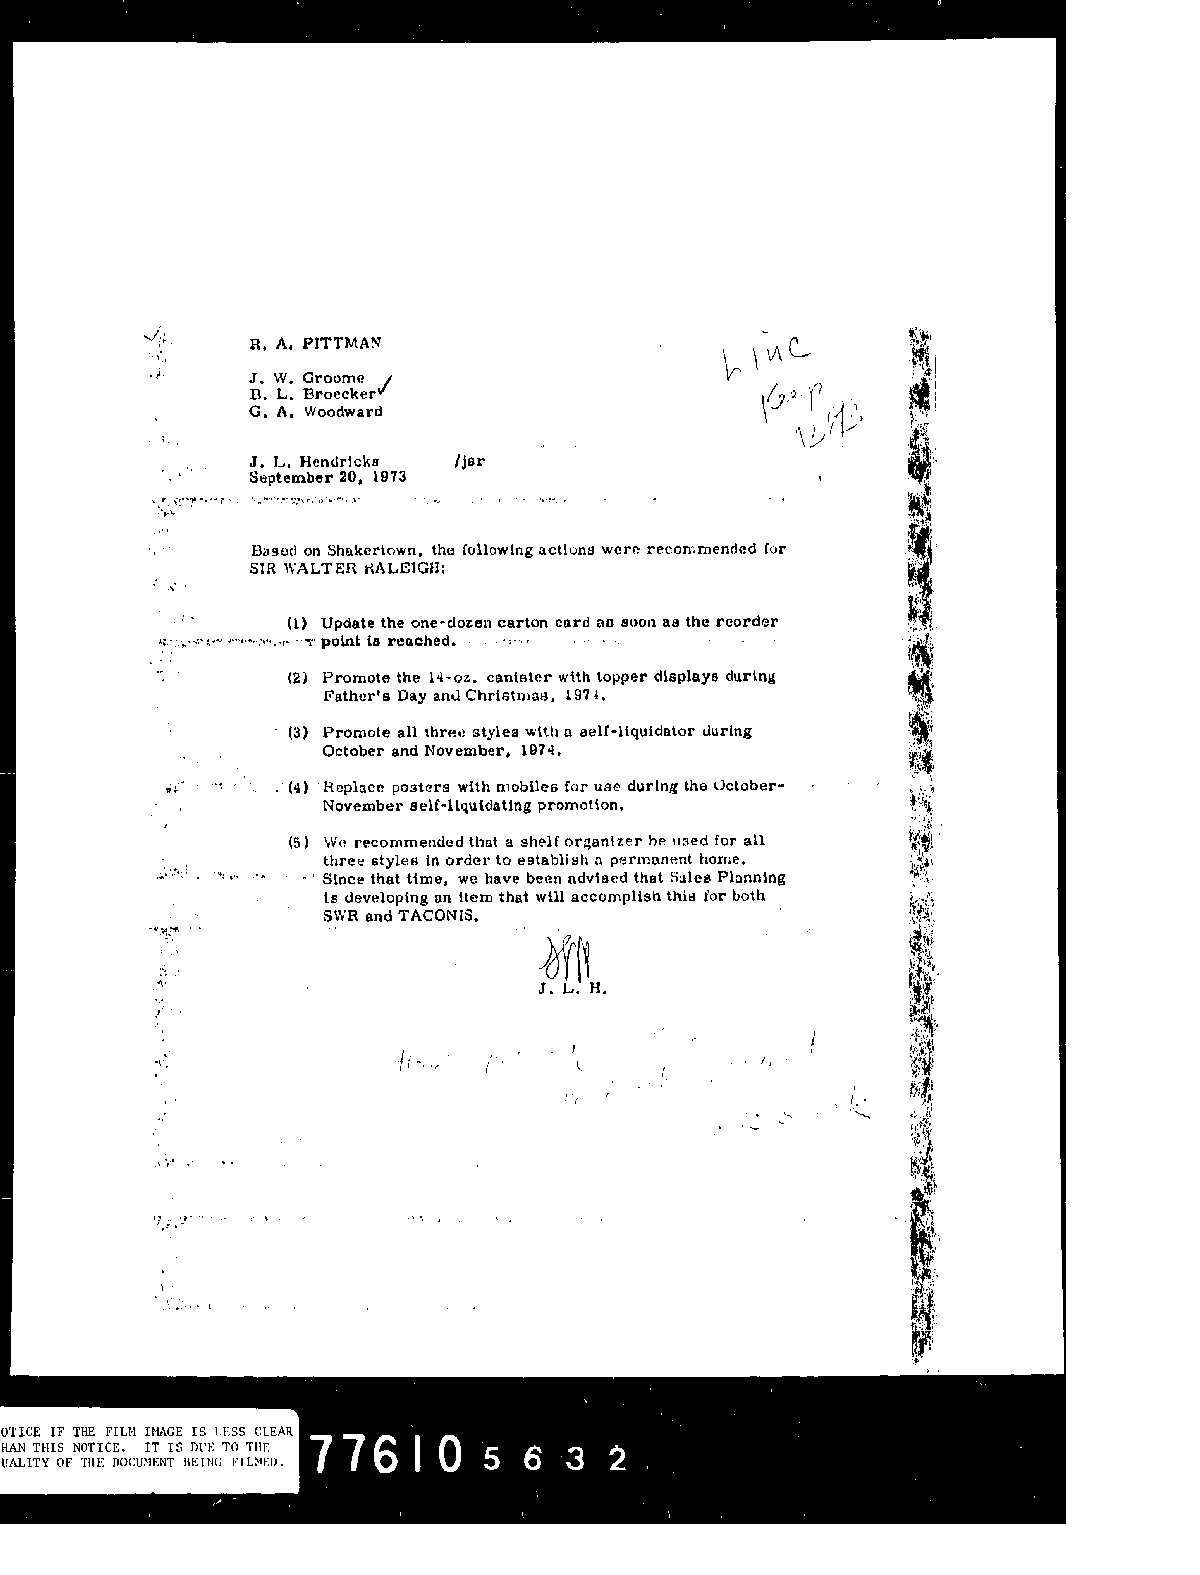 R. A. PITTMAN
J. W. Groome
B. L. Broecker ✓
G. A. Woodward
J. L. Hendricks /jsr
September 20, 1973
Based on Shakertown, the following actions were recommended for
SIR WALTER RALEIGH:
(1) Update the one-dozen carton card as soon as the reorder
point is reached.
(2) Promote the 14-oz. canister with topper displays during
Father's Day and Christmas, 1974.
(3) Promote all three styles with a self-liquidator during
October and November, 1974.
(4) Replace posters with mobiles for use during the October-
November self-liquidating promotion.
(5) We recommended that a shelf organizer be used for all
three styles in order to establish a permanent home.
Since that time, we have been advised that Sales Planning
is developing an item that will accomplish this for both
SWR and TACONIS.
J. L. H.
OTICE IF THE FILM IMAGE IS LESS CLEAR
HAN THIS NOTICE. IT IS DUE TO THE
UALITY OF THE DOCUMENT BEING FILMED.
77610 5632